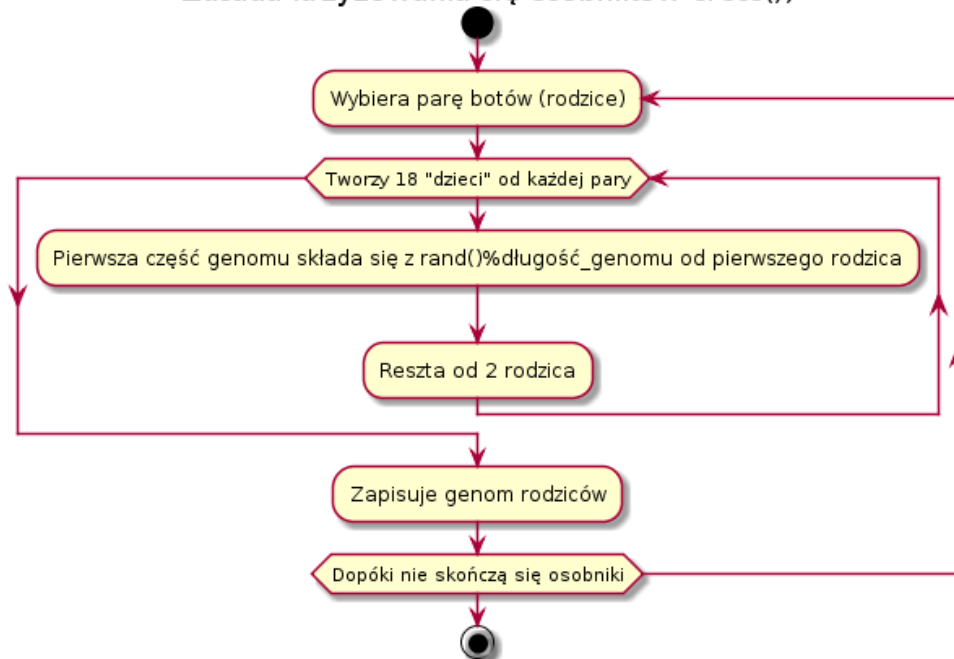 Wybiera parę botów (rodzice)
Tworzy 18 "dzieci" od każdej pary
Pierwsza część genomu składa się z rand()%długość_genomu od pierwszego rodzica
Reszta od 2 rodzica
Zapisuje genom rodziców
Dopóki nie skończą się osobniki